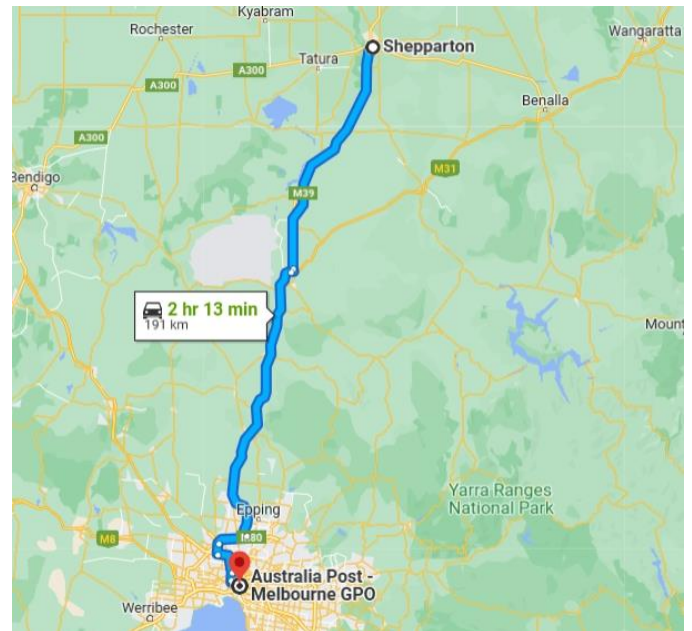 Kyabram
Rochester
Shepparton
Wangaratta
Tatura
A300
Benalla
A300
A300
M31
Bendigo
M39
2 hr 13 min
191 km
Mount
Yarra Ranges
National Park
Epping
M8
M80
Australia Post -
Melbourne GPO
Werribee